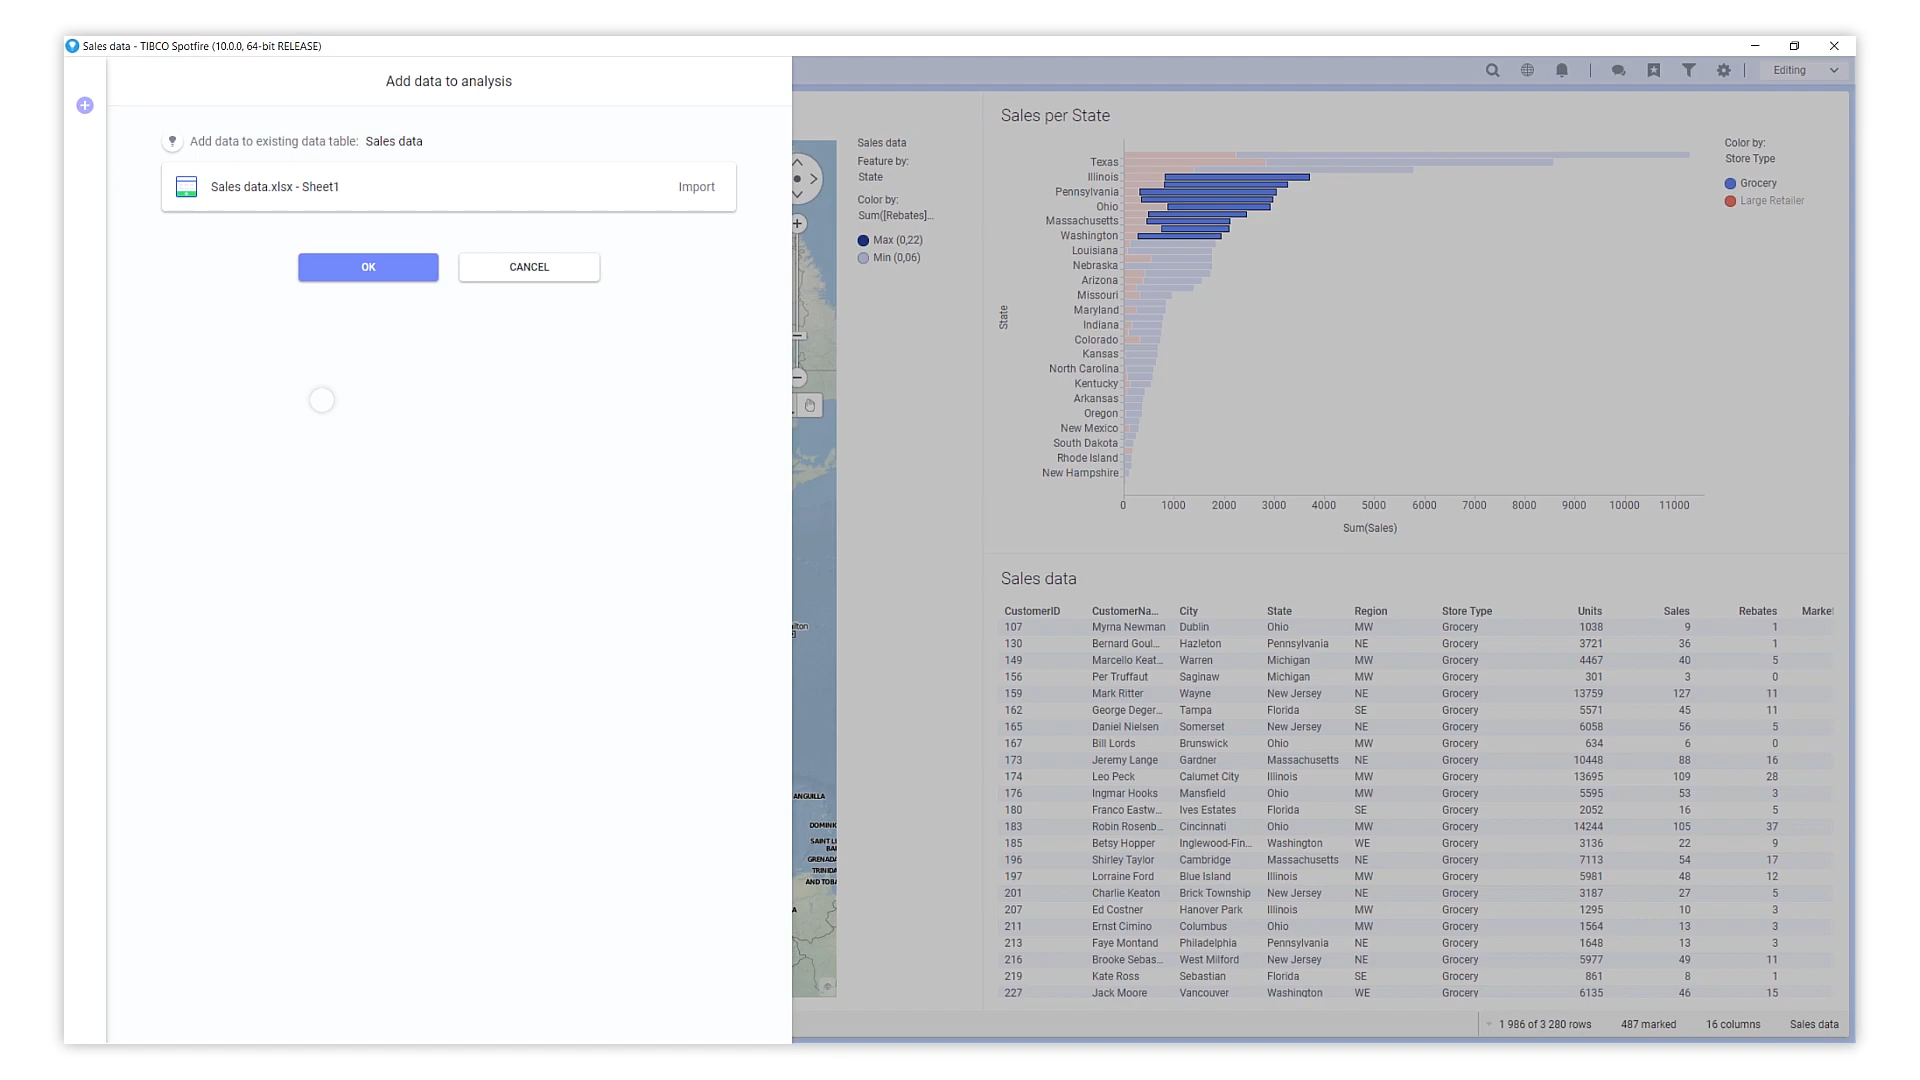 Sales data - TIBCO Spotfire (10.0.0, 64-bit RELEASE)
Editing
Add data to analysis
Add data to existing data table: Sales data
Sales data.xlsx - Sheet1 Import
OK CANCEL
Sales data
Feature by:
State
Color by:
Sum([Rebates]...
Max (0,22)
Min (0,06)
ANGUILLA
Sales per State
Texas
Illinois
Pennsylvania
Ohio
Massachusetts
Washington
Louisiana
Nebraska
Arizona
Missouri
Maryland
Indiana
Colorado
Kansas
North Carolina
Kentucky
Arkansas
Oregon
New Mexico
South Dakota
Rhode Island
New Hampshire
State
0 1000 2000 3000 4000 5000 6000 7000 8000 9000 10000 11000
Sum(Sales)
Color by:
Store Type
Grocery
Large Retailer
Sales data
CustomerID CustomerNa... City State Region Store Type Units Sales Rebates Market
107 Myrna Newman Dublin Ohio MW Grocery 1038 9 1
130 Bernard Goul... Hazleton Pennsylvania NE Grocery 3721 36 1
149 Marcello Keat... Warren Michigan MW Grocery 4467 40 5
156 Per Truffaut Saginaw Michigan MW Grocery 301 3 0
159 Mark Ritter Wayne New Jersey NE Grocery 13759 127 11
162 George Deger... Tampa Florida SE Grocery 5571 45 11
165 Daniel Nielsen Somerset New Jersey NE Grocery 6058 56 5
167 Bill Lords Brunswick Ohio MW Grocery 634 6 0
173 Jeremy Lange Gardner Massachusetts NE Grocery 10448 88 16
174 Leo Peck Calumet City Illinois MW Grocery 13695 109 28
176 Ingmar Hooks Mansfield Ohio MW Grocery 5595 53 3
180 Franco Eastw... Ives Estates Florida SE Grocery 2052 16 5
183 Robin Rosenb... Cincinnati Ohio MW Grocery 14244 105 37
185 Betsy Hopper Inglewood-Fin... Washington WE Grocery 3136 22 9
196 Shirley Taylor Cambridge Massachusetts NE Grocery 7113 54 17
197 Lorraine Ford Blue Island Illinois MW Grocery 5981 48 12
201 Charlie Keaton Brick Township New Jersey NE Grocery 3187 27 5
207 Ed Costner Hanover Park Illinois MW Grocery 1295 10 3
211 Ernst Cimino Columbus Ohio MW Grocery 1564 13 3
213 Faye Montand Philadelphia Pennsylvania NE Grocery 1648 13 3
216 Brooke Sebas... West Milford New Jersey NE Grocery 5977 49 11
219 Kate Ross Sebastian Florida SE Grocery 861 8 1
227 Jack Moore Vancouver Washington WE Grocery 6135 46 15
1 986 of 3 280 rows 487 marked 16 columns Sales data